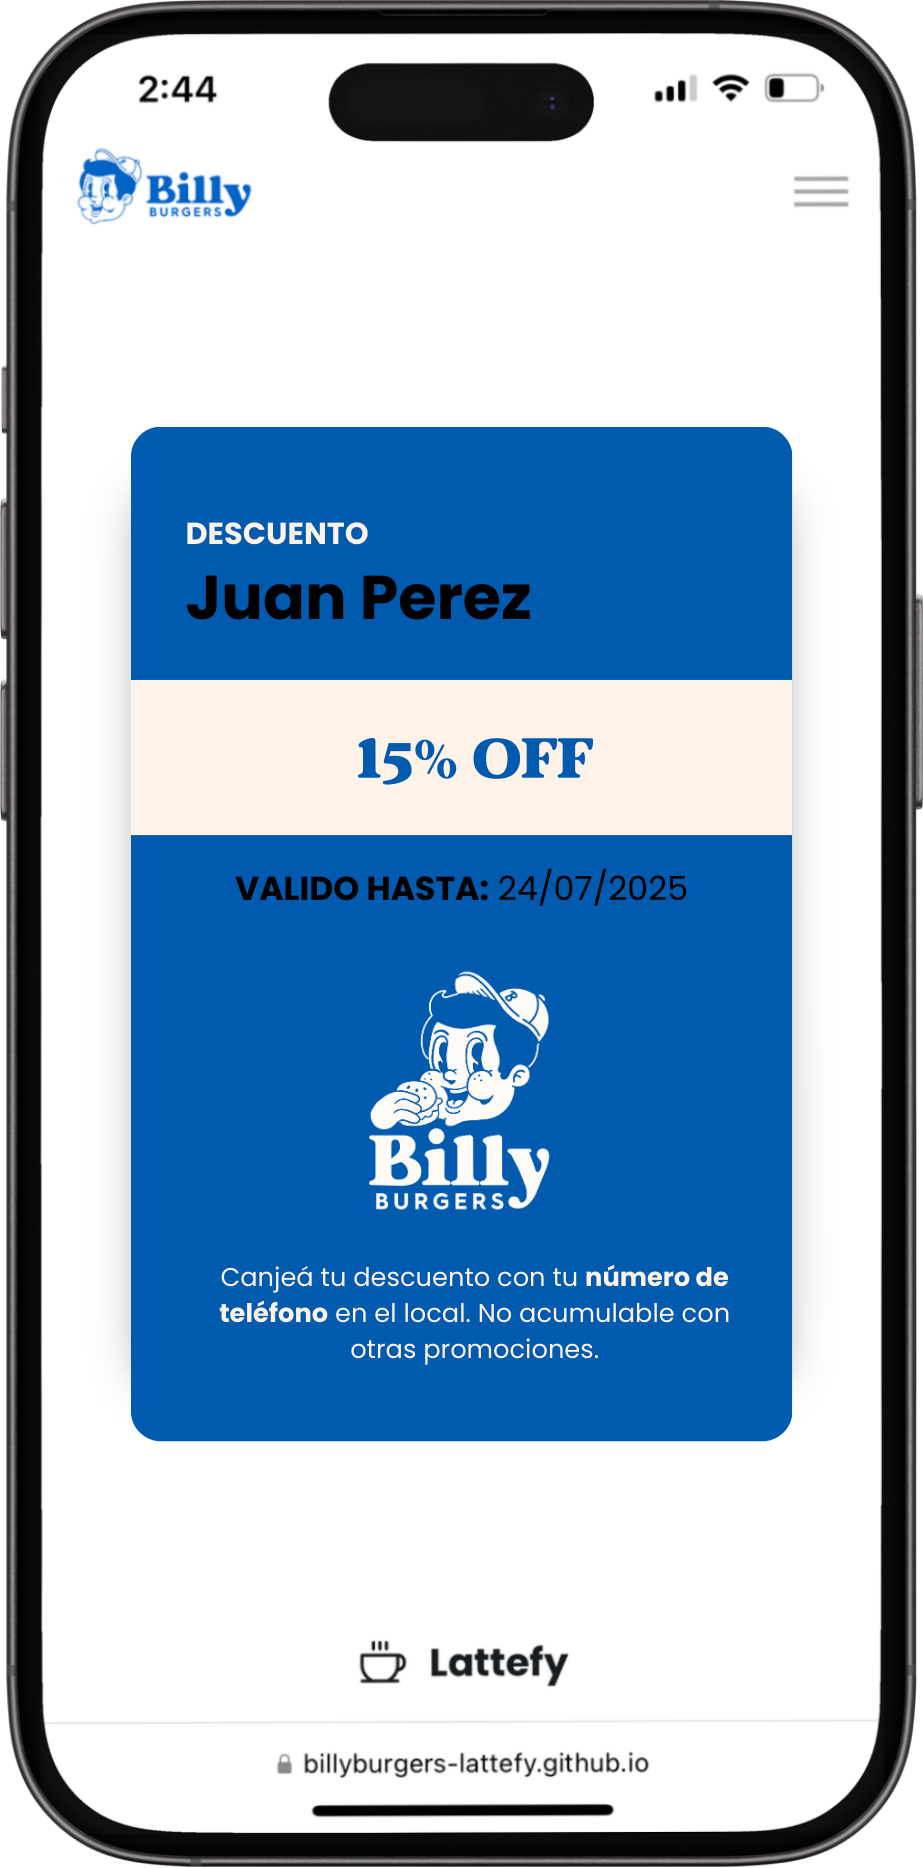 2:44
Billy
BURGERS
DESCUENTO
Juan Perez
15% OFF
VALIDO HASTA: 24/07/2025
B
Billy
BURGERS
Canjeá tu descuento con tu número de
teléfono en el local. No acumulable con
otras promociones.
Lattefy
billyburgers-lattefy.github.io